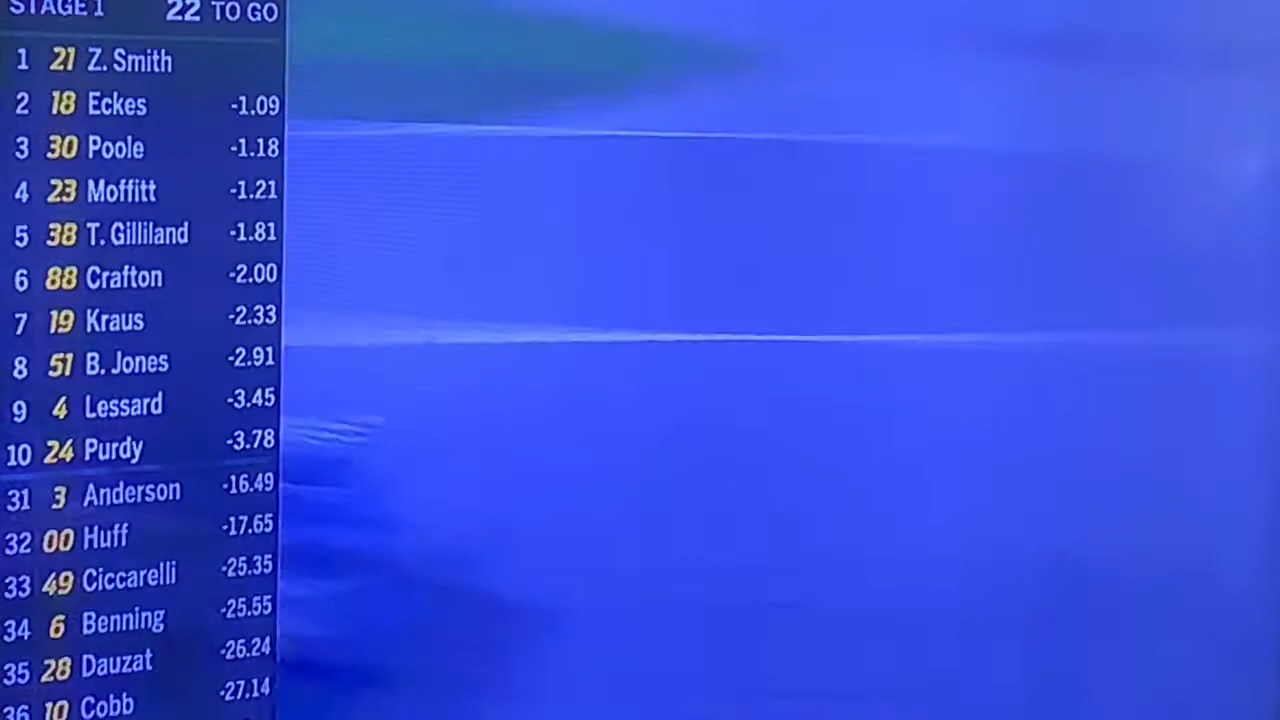 STAGE 1 22 TO GO
1 21 Z. Smith
2 18 Eckes -1.09
3 30 Poole -1.18
4 23 Moffitt -1.21
5 38 T. Gilliland -1.81
6 88 Crafton -2.00
7 19 Kraus -2.33
8 51 B. Jones -2.91
9 4 Lessard -3.45
10 24 Purdy -3.78
31 3 Anderson -16.49
32 00 Huff -17.65
33 49 Ciccarelli -25.35
34 6 Benning -25.55
35 28 Dauzat -26.24
36 10 Cobb -27.14